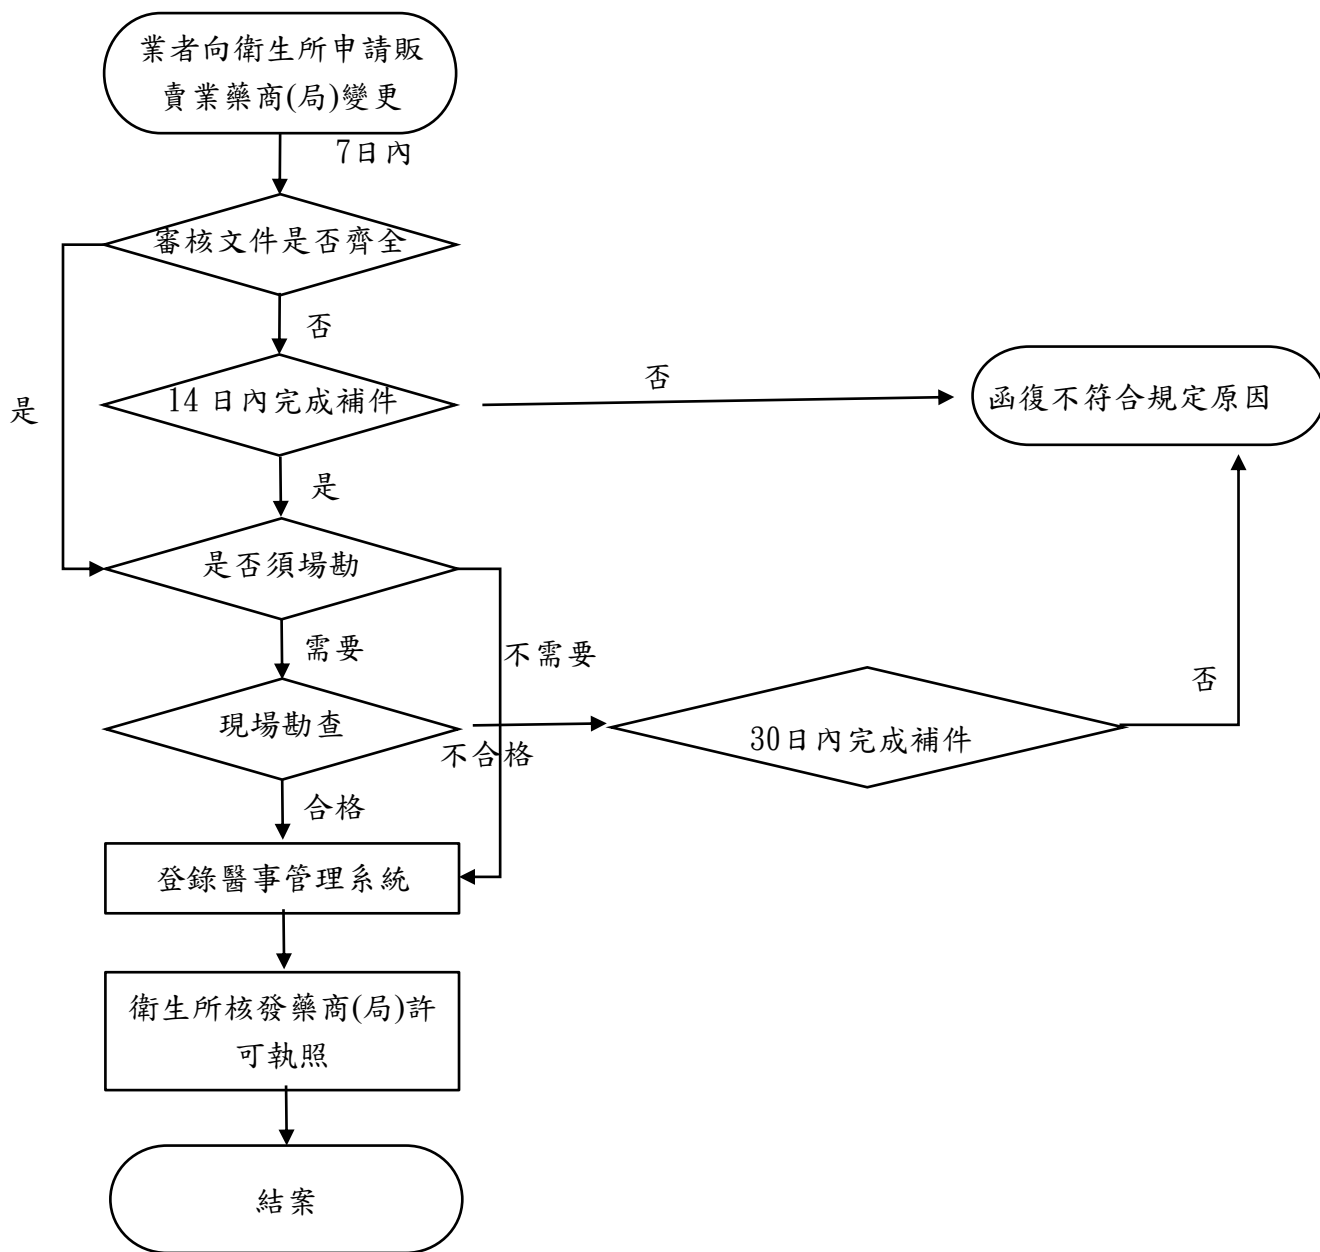 業者向衛生所申請販
賣業藥商(局)變更
7日內
審核文件是否齊全
否
14 日內完成補件
否
函復不符合規定原因
是
是
是否須場勘
需要
不需要
現場勘查
不合格
30日內完成補件
否
合格
登錄醫事管理系統
衛生所核發藥商(局)許
可執照
結案